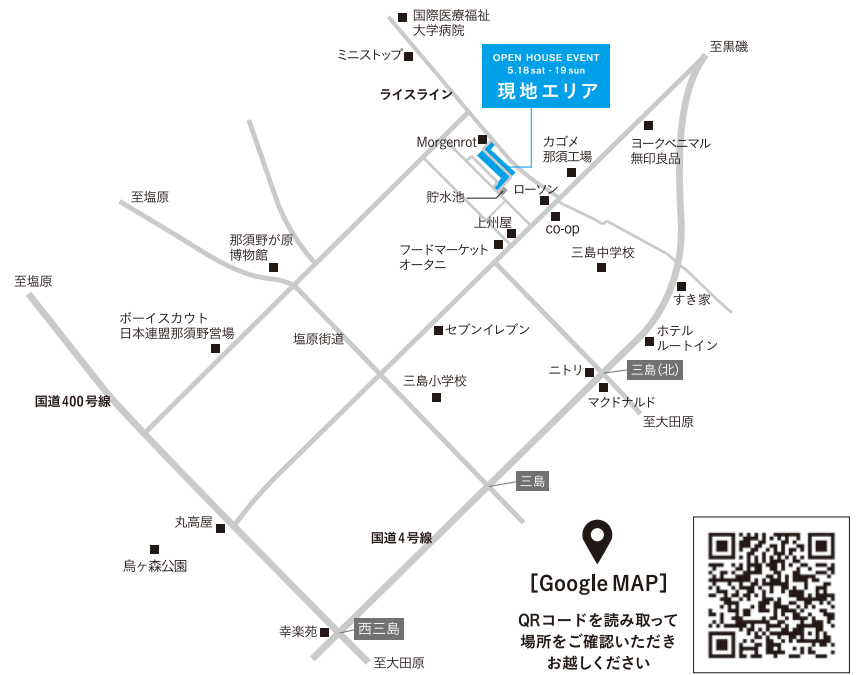 国際医療福祉
大学病院
ミニストップ
至黒磯
OPEN HOUSE EVENT
5.18 sat - 19 sun
現地エリア
ライスライン
Morgenrot
カゴメ
那須工場
ヨークベニマル
無印良品
至塩原
貯水池
ローソン
上州屋
co-op
那須野が原
博物館
フードマーケット
オータニ
三島中学校
至塩原
すき家
ボーイスカウト
日本連盟那須野営場
塩原街道
セブンイレブン
ホテル
ルートイン
ニトリ
三島(北)
三島小学校
国道400号線
マクドナルド
至大田原
三島
丸高屋
国道4号線
烏ヶ森公園
[Google MAP]
QRコードを読み取って
場所をご確認いただき
お越しください
幸楽苑
西三島
至大田原